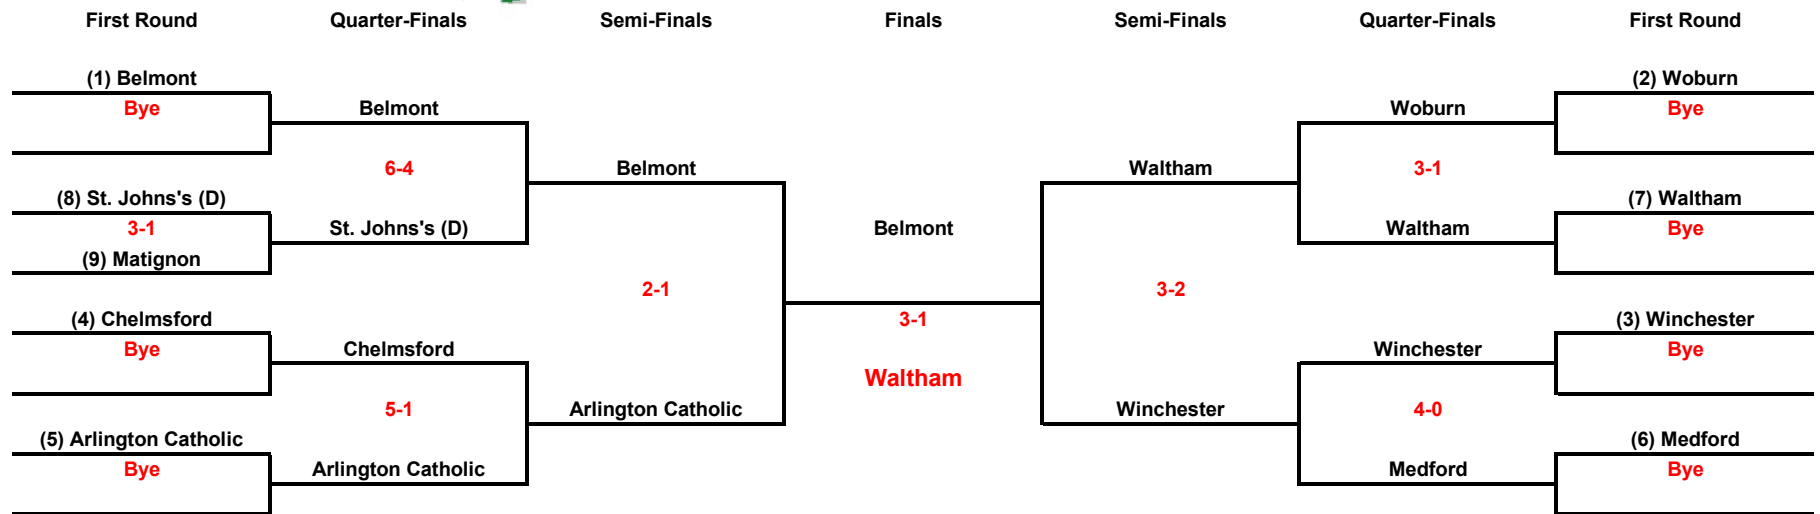 First Round Quarter-Finals Semi-Finals Finals Semi-Finals Quarter-Finals First Round
(1) Belmont (2) Woburn
Bye Belmont Woburn Bye
6-4 Belmont Waltham 3-1
(8) St. Johns's (D) (7) Waltham
3-1 St. Johns's (D) Belmont Waltham Bye
(9) Matignon
2-1 3-2
(4) Chelmsford 3-1 (3) Winchester
Bye Chelmsford Winchester Bye
Waltham
5-1 Arlington Catholic Winchester 4-0
(5) Arlington Catholic (6) Medford
Bye Arlington Catholic Medford Bye